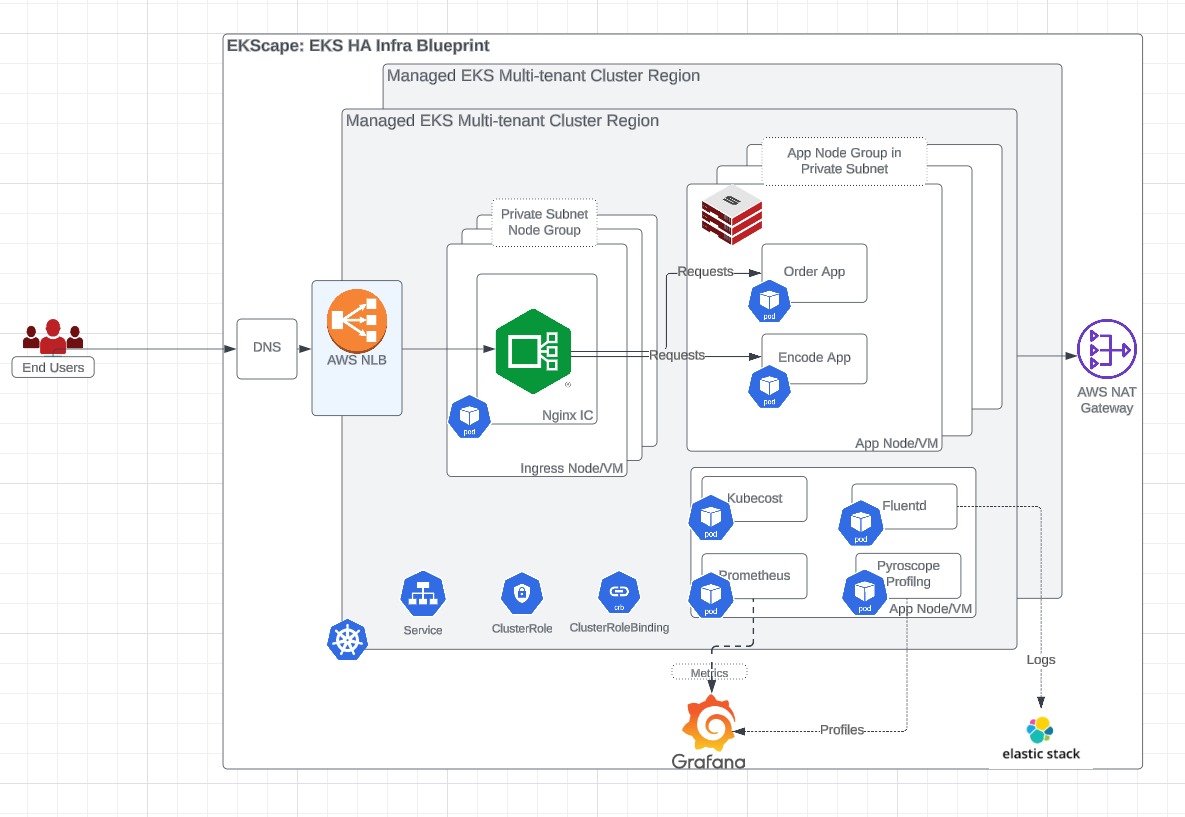 EKScape: EKS HA Infra Blueprint
Managed EKS Multi-tenant Cluster Region
Managed EKS Multi-tenant Cluster Region
App Node Group in
Private Subnet
Private Subnet
Node Group
Requests
Order App
pod
End Users
DNS
AWS NLB
Requests
Encode App
pod
Nginx IC
®
pod
Ingress Node/VM
App Node/VM
AWS NAT
Gateway
Kubecost
pod
Fluentd
pod
Prometheus
pod
Pyroscope
Profilng
pod
App Node/VM
Service
ClusterRole
crb
ClusterRoleBinding
Metrics
Logs
Profiles
Grafana
elastic stack